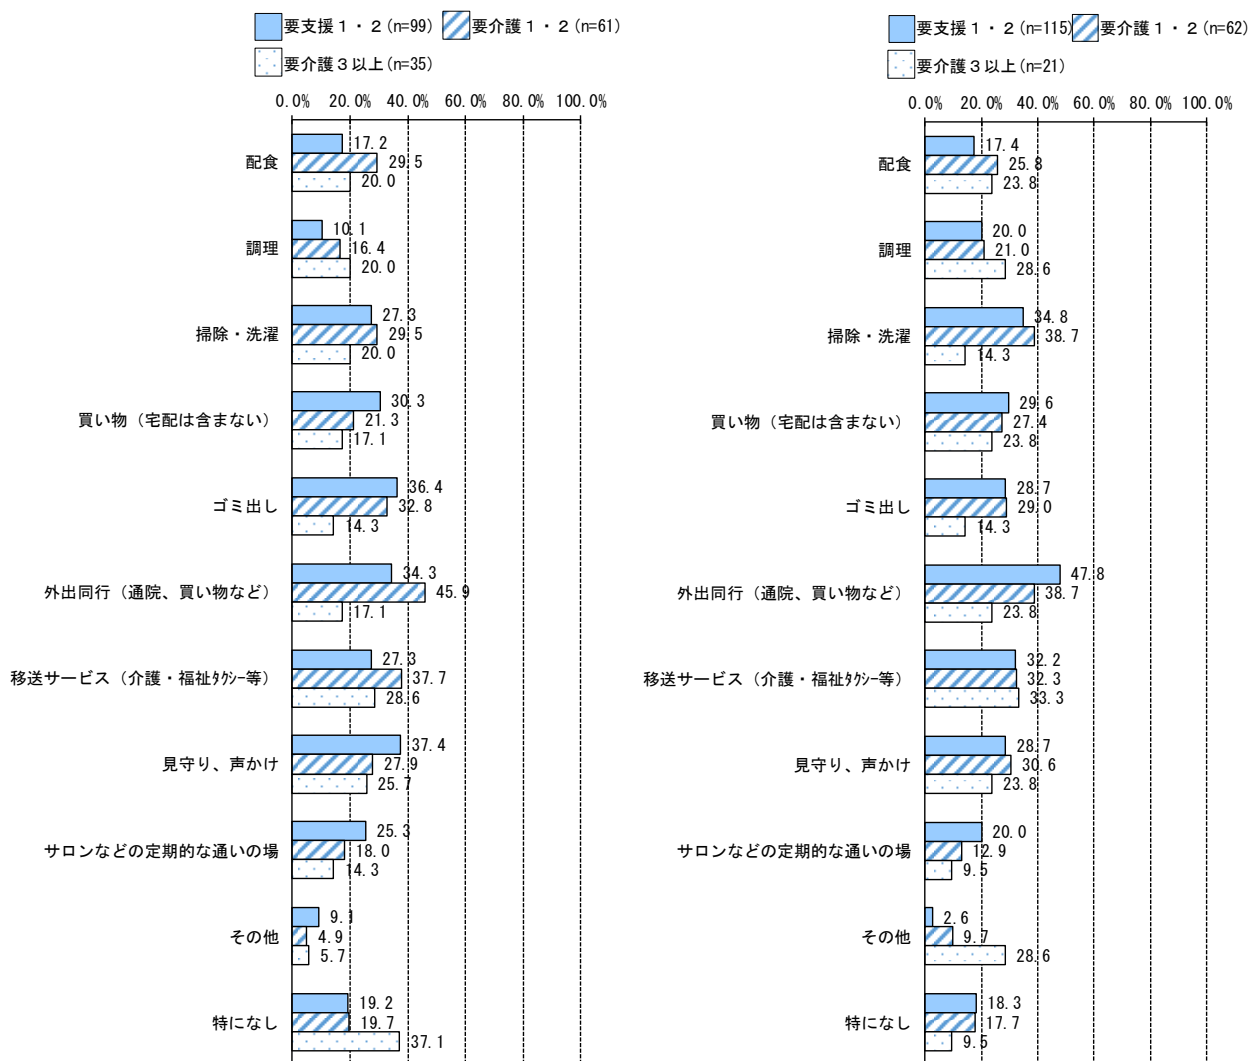 要支援１・２(n=99) 要介護１・２(n=61)
要介護３以上(n=35)
0.0% 20.0% 40.0% 60.0% 80.0% 100.0%
配食
17.2
29.5
20.0
調理
10.1
16.4
20.0
掃除・洗濯
27.3
29.5
20.0
買い物（宅配は含まない）
30.3
21.3
17.1
ゴミ出し
36.4
32.8
14.3
外出同行（通院、買い物など）
34.3
45.9
17.1
移送サービス（介護・福祉ﾀｸｼｰ等）
27.3
37.7
28.6
見守り、声かけ
37.4
27.9
25.7
サロンなどの定期的な通いの場
25.3
18.0
14.3
その他
9.1
4.9
5.7
特になし
19.2
19.7
37.1
要支援１・２(n=115) 要介護１・２(n=62)
要介護３以上(n=21)
0.0% 20.0% 40.0% 60.0% 80.0% 100.0%
配食
17.4
25.8
23.8
調理
20.0
21.0
28.6
掃除・洗濯
34.8
38.7
14.3
買い物（宅配は含まない）
29.6
27.4
23.8
ゴミ出し
28.7
29.0
14.3
外出同行（通院、買い物など）
47.8
38.7
23.8
移送サービス（介護・福祉ﾀｸｼｰ等）
32.2
32.3
33.3
見守り、声かけ
28.7
30.6
23.8
サロンなどの定期的な通いの場
20.0
12.9
9.5
その他
2.6
9.7
28.6
特になし
18.3
17.7
9.5